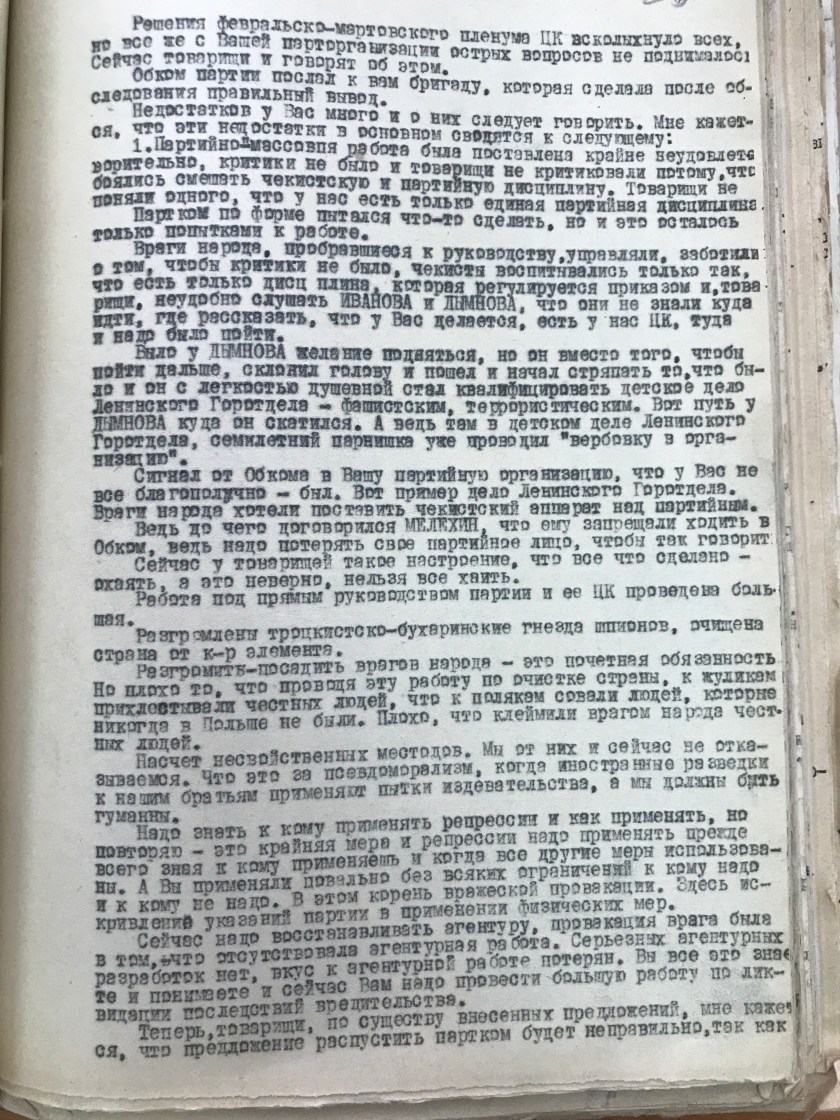 Решения февральско-мартовского пленума ЦК всколыхнуло всех,
но все же с Вашей парторганизации острых вопросов не поднималось
Сейчас товарищи и говорят об этом.
Обком партии послал к вам бригаду, которая сделала после об-
следования правильный вывод.
Недостатков у Вас много и о них следует говорить. Мне кажет-
ся, что эти недостатки в основном сводятся к следующему:
1.Партийно-массовпя работа была поставлена крайне неудовлете
ворительно, критики не было и товарищи не критиковали потому,что
боялись смешать чекистскую и партийную дисциплину. Товарищи не
поняли одного, что у нас есть только единая партийная дисциплина.
Партком по форме пытался что-то сделать, но и это осталось
только попытками к работе.
Враги народа, пробравшиеся к руководству,управляли, заботили
о том, чтобы критики не было, чекисты воспитывались только так,
что есть только дисц плина, которая регулируется приказом и,това
рищи, неудобно слушать ИВАНОВА и ДЫМНОВА, что они не знали куда
идти, где рассказать, что у Вас делается, есть у нас ЦК, туда
и надо было пойти.
Было у ДЫМНОВА желание подняться, но он вместо того, чтобы
пойти дальше, склонил голову и пошел и начал стряпать то,что бы-
ло и он с легкостью душевной стал квалифицировать детское дело
Ленинского Горотдела - фашистским, террористическим. Вот путь у
ДЫМНОВА куда он скатился. А ведь там в детском деле Ленинского
Горотдела, семилетний парнишка уже проводил "вербовку в орга-
низацию".
Сигнал от Обкома в Вашу партийную организацию, что у Вас не
все благополучно - был. Вот пример дело Ленинского Горотдела.
Враги народа хотели поставить чекистский аппарат над партийным.
Ведь до чего договорился МЕЛЕХИН, что ему запрещали ходить в
Обком, ведь надо потерять свое партийное лицо, чтобы так говорит
Сейчас у товарищей такое настроение, что все что сделано -
охаять, а это неверно, нельзя все хаить.
Работа под прямым руководством партии и ее ЦК проведена боль-
шая.
Разгромлены троцкистско-бухаринские гнезда шпионов, очищена
страна от к-р элемента.
Разгромить-посадить врагов народа - это почетная обязанность
Но плохо то, что проводя эту работу по очистке страны, к жуликам
прихлестывали честных людей, что к полякам совали людей, которые
никогда в Польше не были. Плохо, что клеймили врагом народа чест-
ных людей.
Насчет несвойственных местодов. Мы от них и сейчас не отка-
зываемся. Что это за псевдоморализм, когда иностранные разведки
к нашим братьям применяют пытки издевательства, а мы должны быть
гуманны.
Надо знать к кому применять репрессии и как применять, но
повторяю - это крайняя мера и репрессии надо применять прежде
всего зная к кому применяешь и когда все другие меры использова-
ны. А Вы применяли повально без всяких ограничений к кому надо
и к кому не надо. В этом корень вражеской провакации. Здесь ис-
кривление указаний партии в применении физических мер.
Сейчас надо восстанавливать агентуру, провакация врага была
в том, что отсутствовала агентурная работа. Серьезных агентурных
разработок нет, вкус к агентурной работе потерян. Вы все это знае
те и понимаете и сейчас Вам надо провести большую работу по лик-
видации последствий вредительства.
Теперь,товарищи, по существу внесенных предложений, мне кажет
ся, что предложение распустить партком будет неправильно,так как